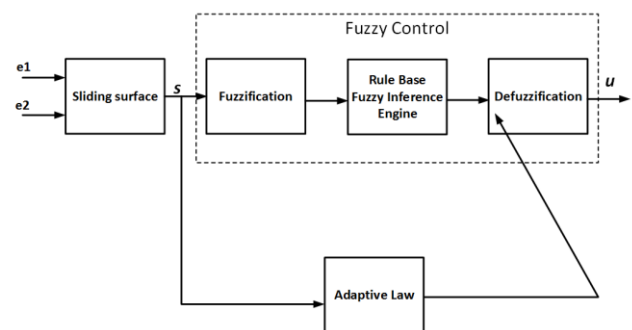 Fuzzy Control
e1
e2
Sliding surface
s
Fuzzification
Rule Base
Fuzzy Inference
Engine
Defuzzification
u
Adaptive Law